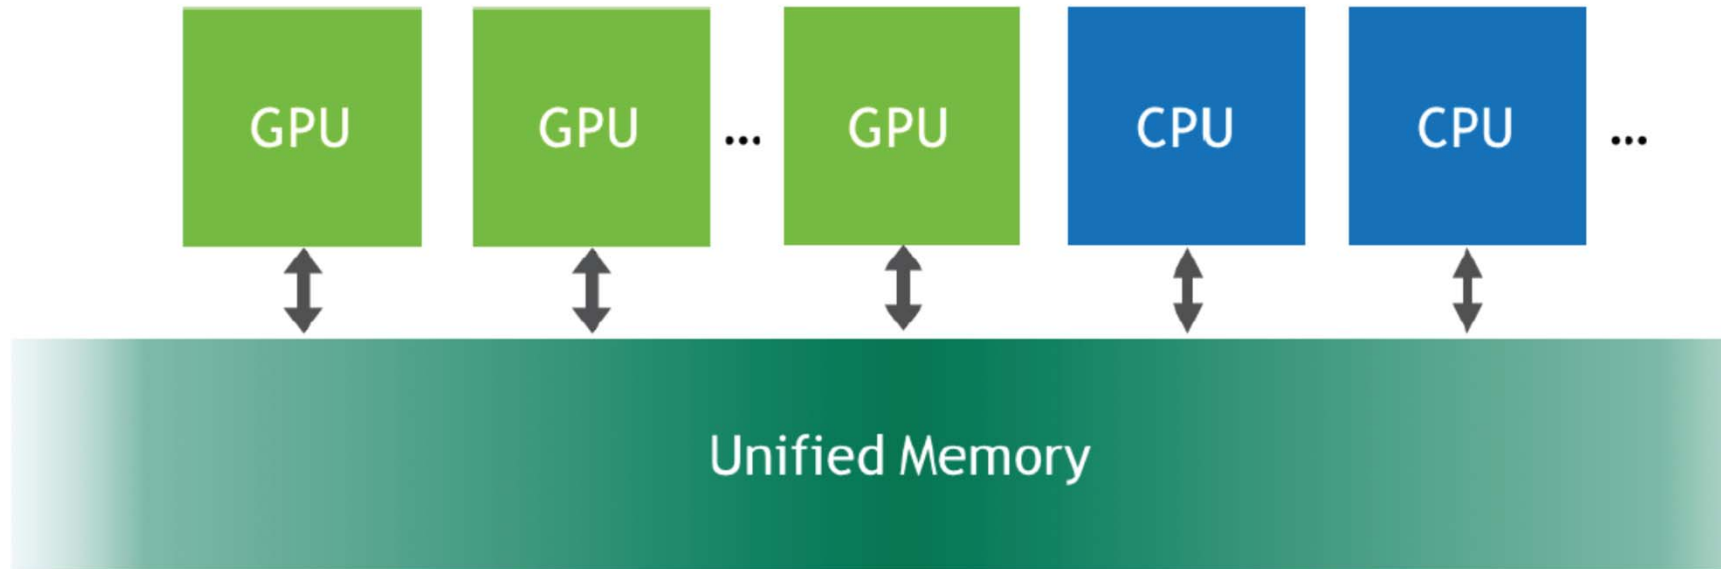 GPU
GPU
...
GPU
CPU
CPU
...
Unified Memory